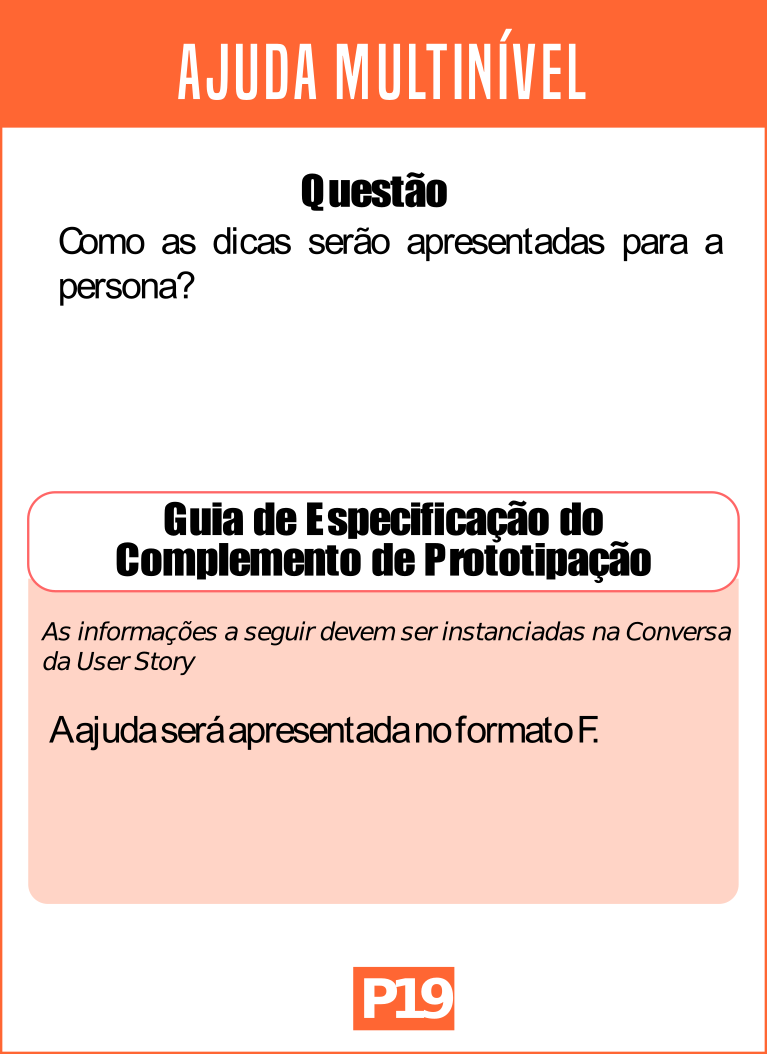 AJUDA MULTINÍVEL
Questão
Como as dicas serão apresentadas para a
persona?
Guia de Especificação do
Complemento de Prototipação
As informações a seguir devem ser instanciadas na Conversa
da User Story
A ajuda será apresentada no formato F.
P19